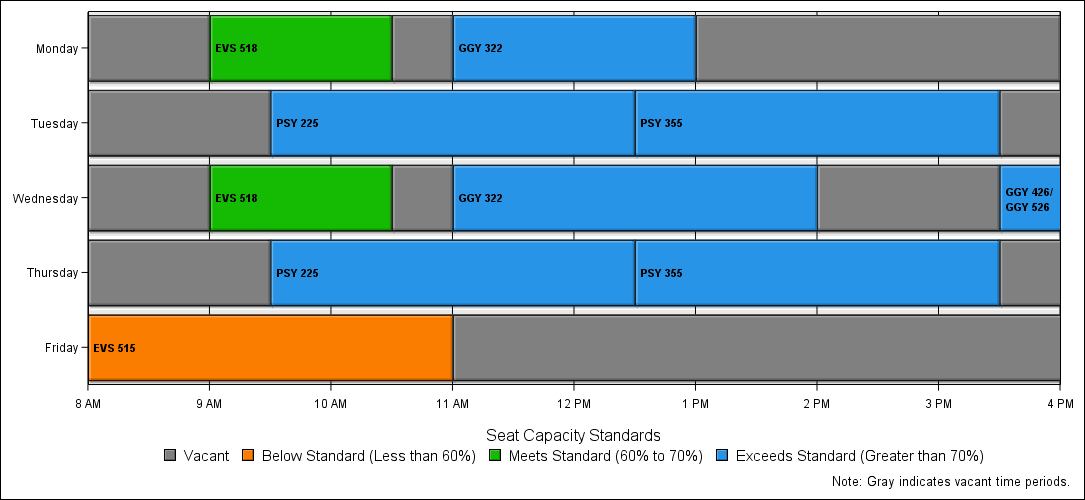 Monday
EVS 518
GGY 322
Tuesday
PSY 225
PSY 355
Wednesday
EVS 518
GGY 322
GGY 426/
GGY 526
Thursday
PSY 225
PSY 355
Friday
EVS 515
8 AM 9 AM 10 AM 11 AM 12 PM 1 PM 2 PM 3 PM 4 PM
Seat Capacity Standards
Vacant Below Standard (Less than 60%) Meets Standard (60% to 70%) Exceeds Standard (Greater than 70%)
Note: Gray indicates vacant time periods.